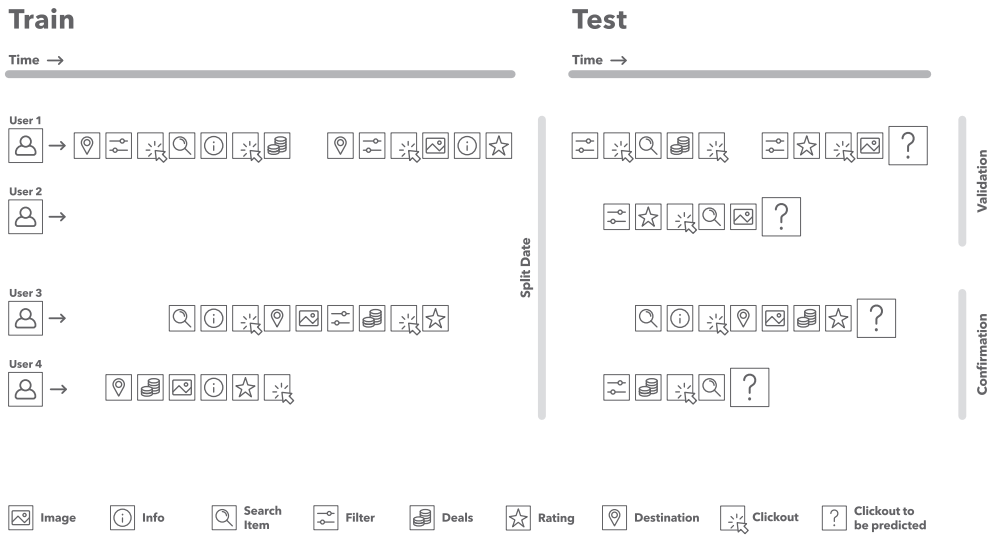 Train
Test
Time →
Time →
User 1
?
User 2
?
Validation
Split Date
User 3
?
User 4
?
Confirmation
Image
Info
Search
Item
Filter
Deals
Rating
Destination
Clickout
?
Clickout to
be predicted